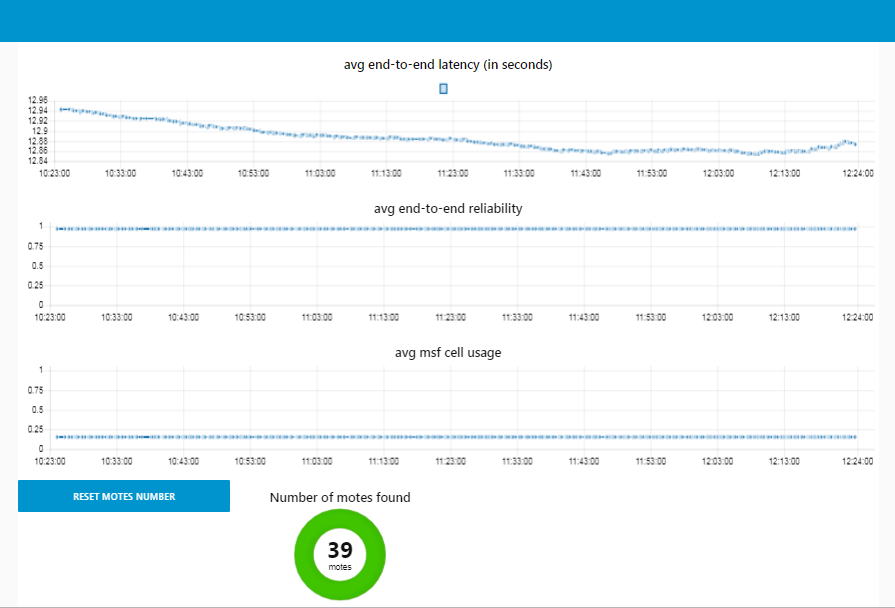 avg end-to-end latency (in seconds)
12.96
12.94
12.92
12.9
12.88
12.86
12.84
10:23:00 10:33:00 10:43:00 10:53:00 11:03:00 11:13:00 11:23:00 11:33:00 11:43:00 11:53:00 12:03:00 12:13:00 12:24:00
avg end-to-end reliability
1
0.75
0.5
0.25
0
10:23:00 10:33:00 10:43:00 10:53:00 11:03:00 11:13:00 11:23:00 11:33:00 11:43:00 11:53:00 12:03:00 12:13:00 12:24:00
avg msf cell usage
1
0.75
0.5
0.25
0
10:23:00 10:33:00 10:43:00 10:53:00 11:03:00 11:13:00 11:23:00 11:33:00 11:43:00 11:53:00 12:03:00 12:13:00 12:24:00
RESET MOTES NUMBER
Number of motes found
39
motes